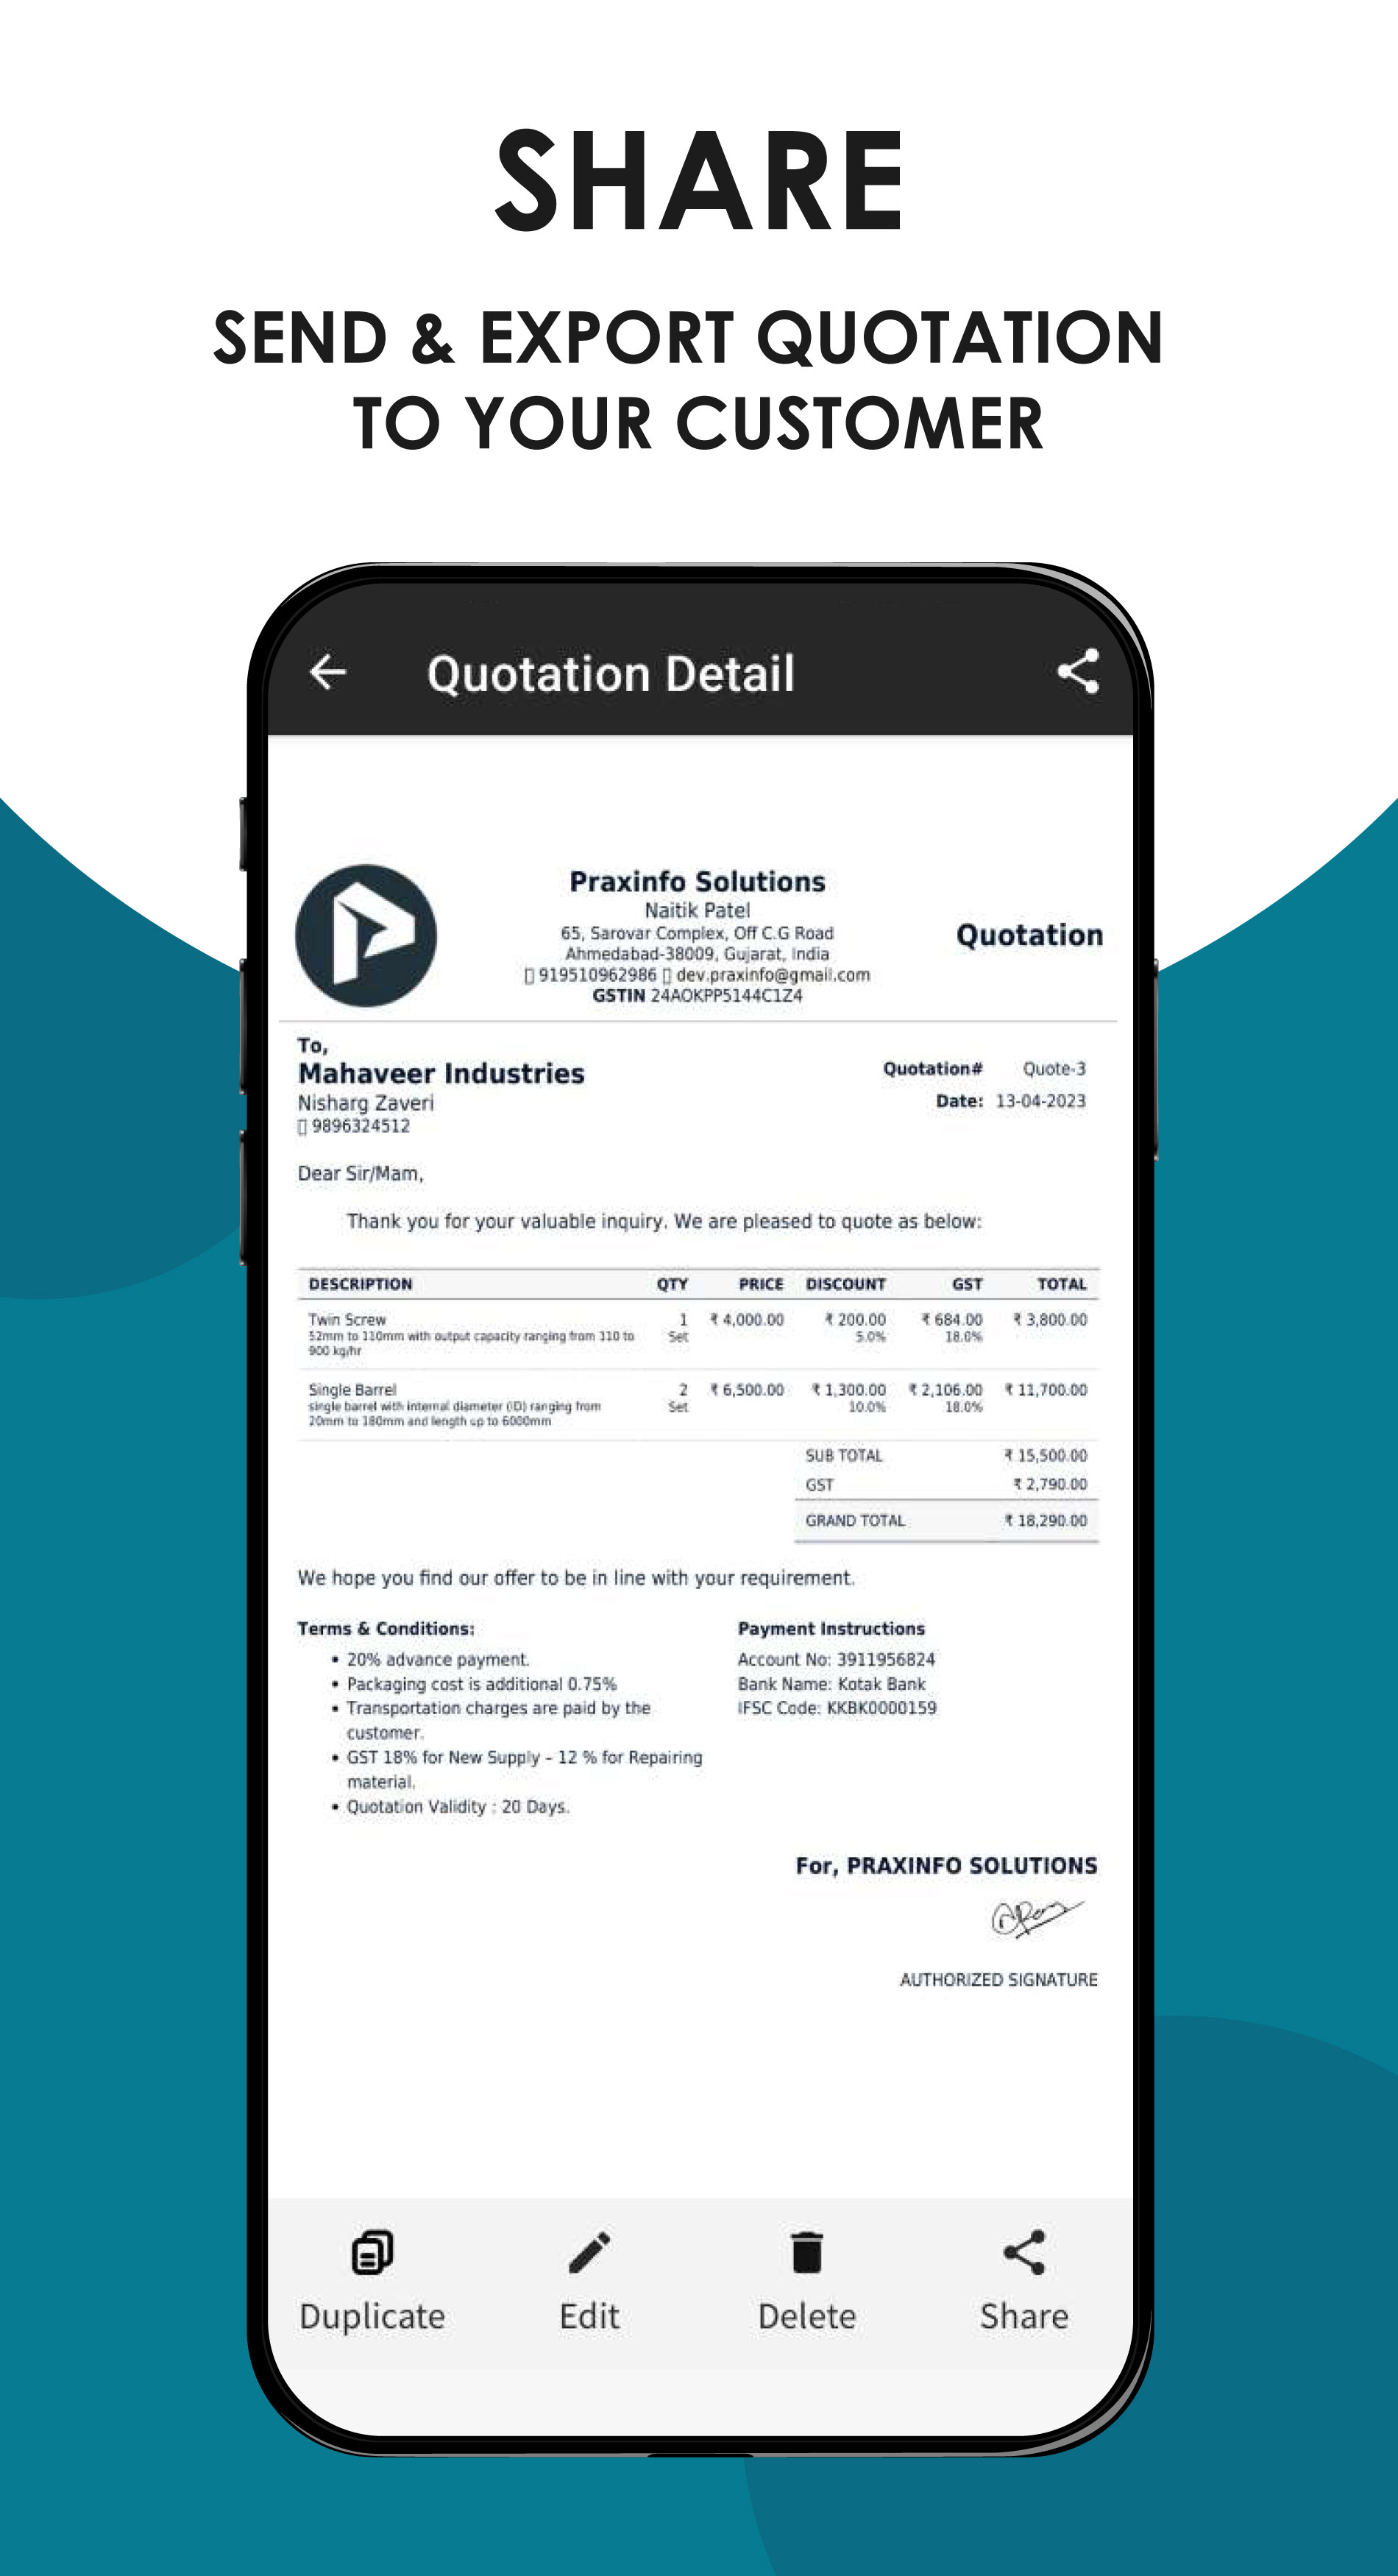 SHARE
SEND & EXPORT QUOTATION
TO YOUR CUSTOMER
Quotation Detail
Praxinfo Solutions
Naitik Patel
65, Sarovar Complex, Off C.G Road
Ahmedabad-38009, Gujarat, India
919510962986 dev.praxinfo@gmail.com
GSTIN 24AOKPP5144C1Z4
Quotation
To,
Mahaveer Industries
Nisharg Zaveri
9896324512
Quotation# Quote-3
Date: 13-04-2023
Dear Sir/Mam,
Thank you for your valuable inquiry. We are pleased to quote as below:
DESCRIPTION QTY PRICE DISCOUNT GST TOTAL
Twin Screw 1 ₹ 4,000.00 ₹ 200.00 ₹ 684.00 ₹ 3,800.00
52mm to 110mm with output capacity ranging from 110 to Set 5.0% 18.0%
900 kg/hr
Single Barrel 2 ₹ 6,500.00 ₹ 1,300.00 ₹ 2,106.00 ₹ 11,700.00
single barrel with internal diameter (ID) ranging from Set 10.0% 18.0%
20mm to 180mm and length up to 6000mm
SUB TOTAL ₹ 15,500.00
GST ₹ 2,790.00
GRAND TOTAL ₹ 18,290.00
We hope you find our offer to be in line with your requirement.
Terms & Conditions:
• 20% advance payment.
• Packaging cost is additional 0.75%
• Transportation charges are paid by the
customer.
• GST 18% for New Supply – 12 % for Repairing
material.
• Quotation Validity : 20 Days.
Payment Instructions
Account No: 3911956824
Bank Name: Kotak Bank
IFSC Code: KKBK0000159
For, PRAXINFO SOLUTIONS
AUTHORIZED SIGNATURE
Duplicate Edit Delete Share